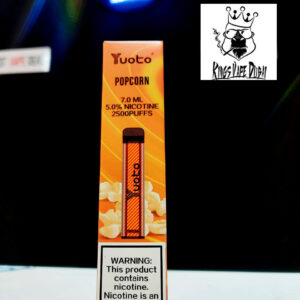 Yuoto
POPCORN
7.0 ML
5.0% NICOTINE
2500PUFFS
Yuoto
WARNING:
This product
contains
nicotine.
Nicotine is an
KINGS VAPE DUBAI